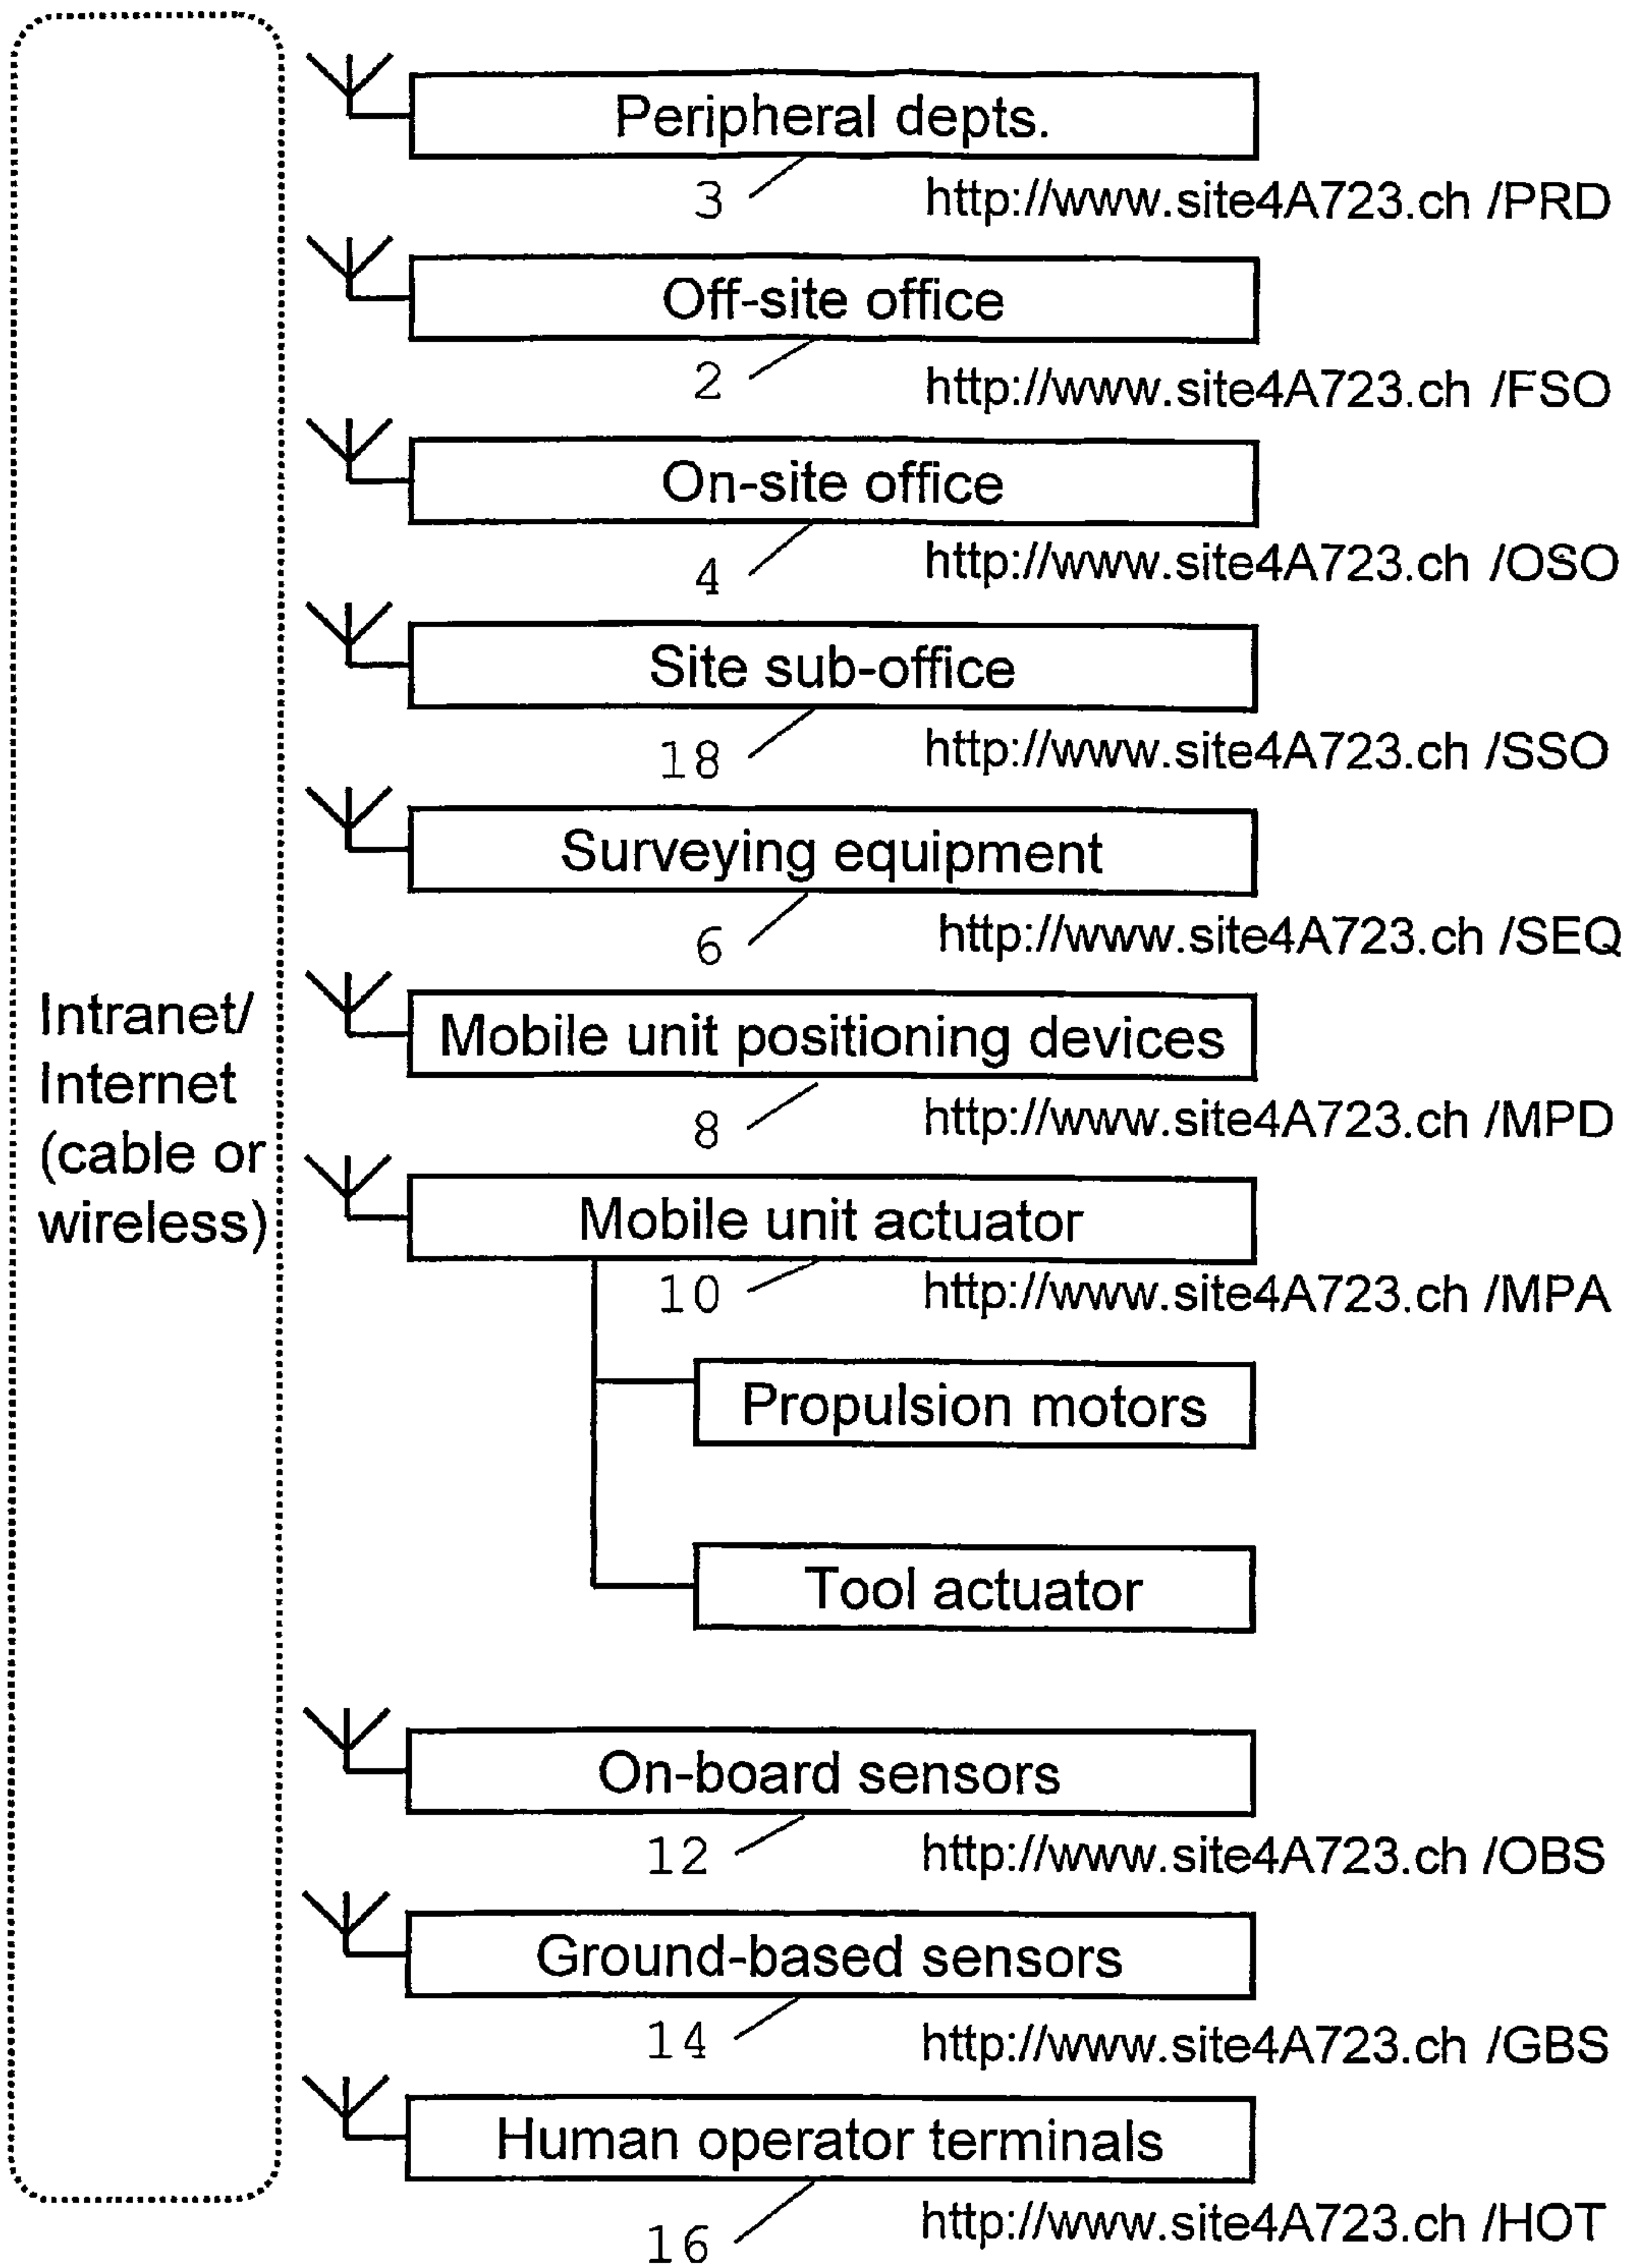 Peripheral depts.
3
http://www.site4A723.ch /PRD
Off-site office
2
http://www.site4A723.ch /FSO
On-site office
4
http://www.site4A723.ch /OSO
Site sub-office
18
http://www.site4A723.ch /SSO
Surveying equipment
6
http://www.site4A723.ch /SEQ
Intranet/
Internet
(cable or
wireless)
Mobile unit positioning devices
8
http://www.site4A723.ch /MPD
Mobile unit actuator
10
http://www.site4A723.ch /MPA
Propulsion motors
Tool actuator
On-board sensors
12
http://www.site4A723.ch /OBS
Ground-based sensors
14
http://www.site4A723.ch /GBS
Human operator terminals
16
http://www.site4A723.ch /HOT